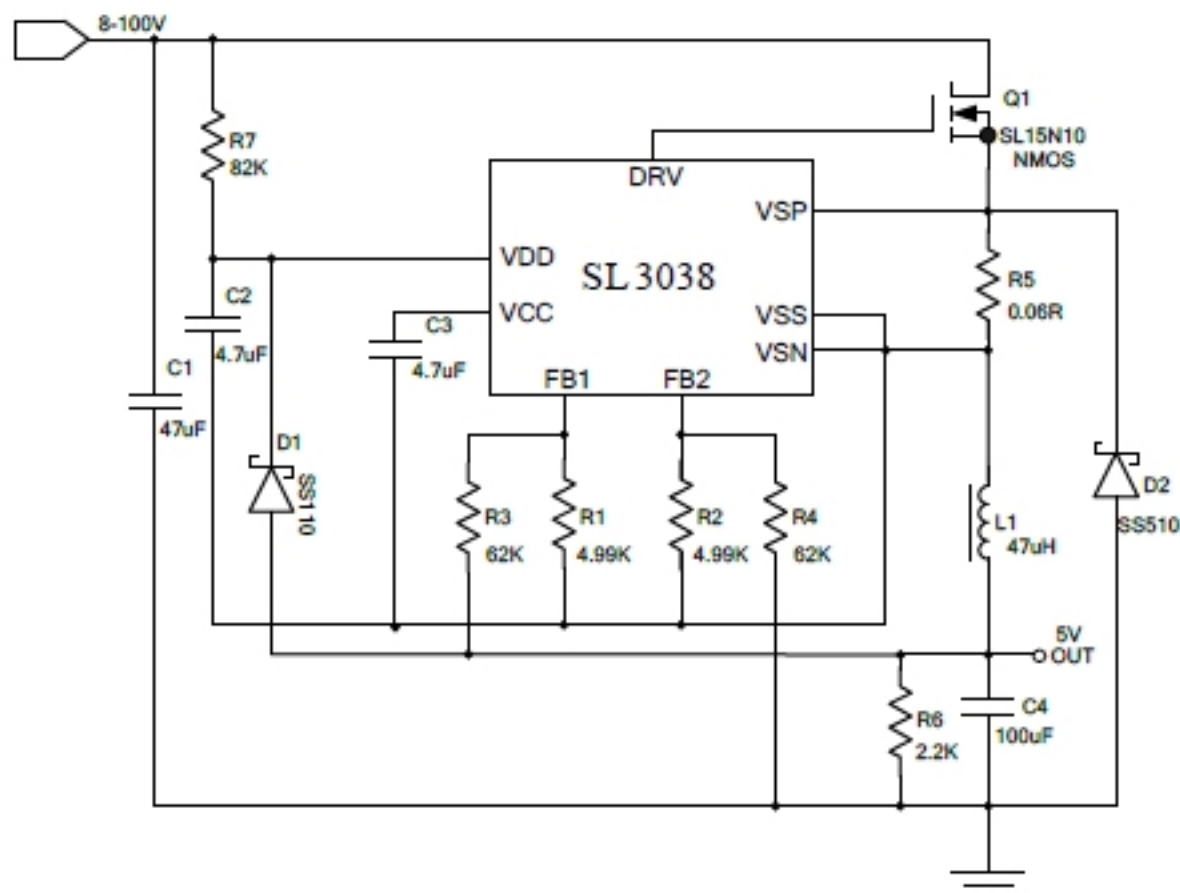 8-100V
R7
82K
Q1
SL15N10
NMOS
DRV
VSP
VDD
SL3038
VCC
VSS
VSN
FB1
FB2
R5
0.06R
C2
4.7uF
C3
4.7uF
C1
47uF
D1
SS110
R3
62K
R1
4.99K
R2
4.99K
R4
62K
L1
47uH
D2
SS510
5V
OUT
R6
2.2K
C4
100uF